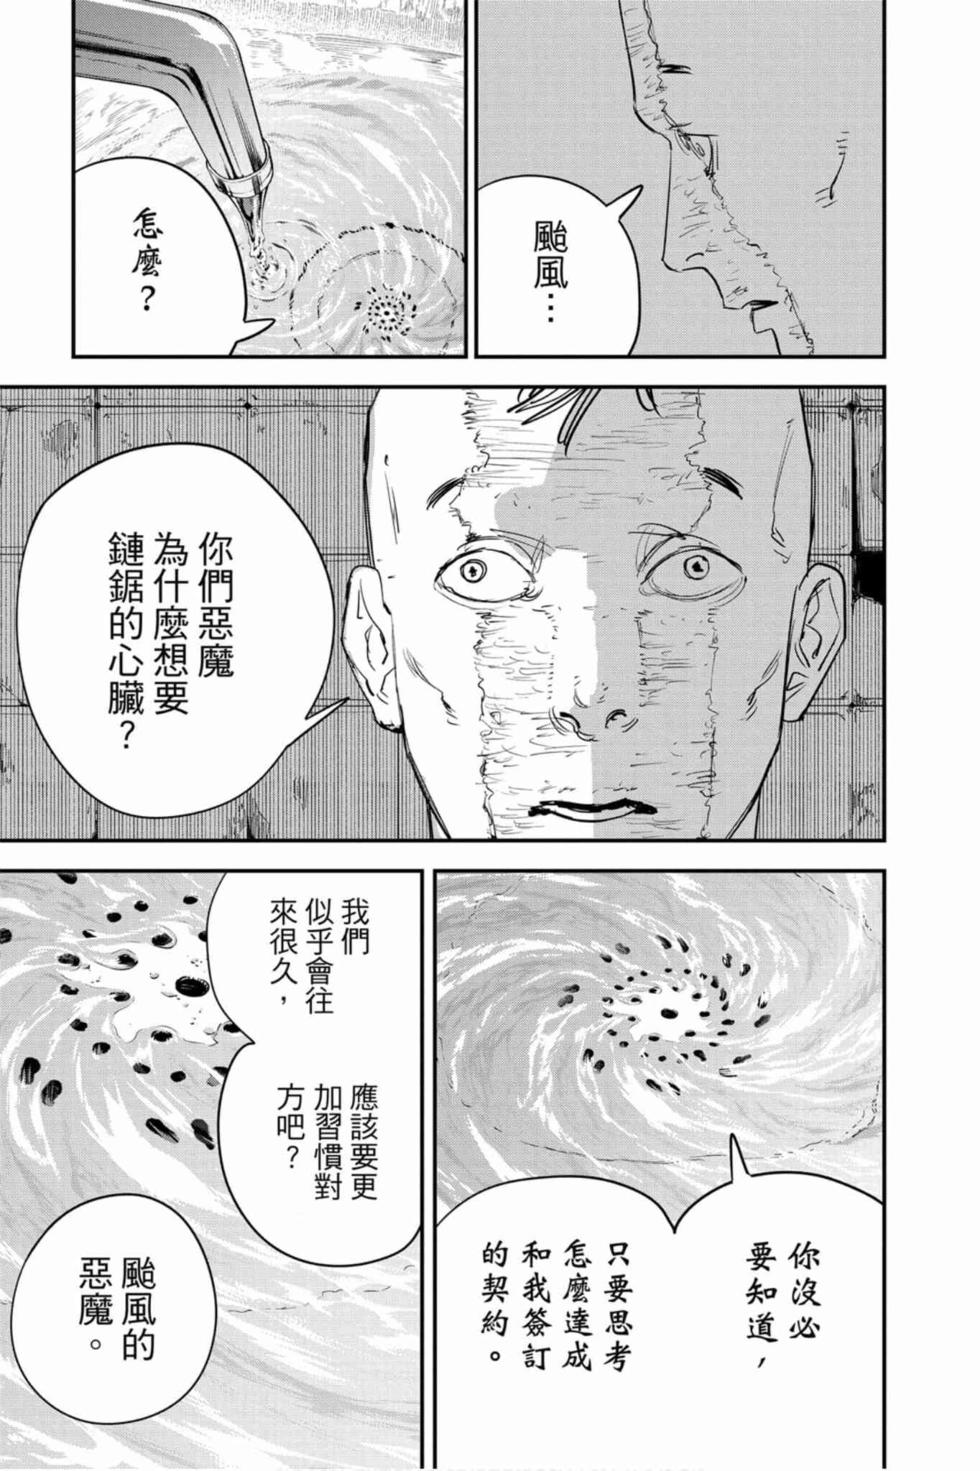 颱風…
怎麼?
你們惡魔
為什麼想要
鏈鋸的心臟?
你沒必
要知道,
只要思考
怎麼達成
和我簽訂
的契約。
我們
似乎會往
來很久,
應該要更
加習慣對
方吧?
颱風的
惡魔。